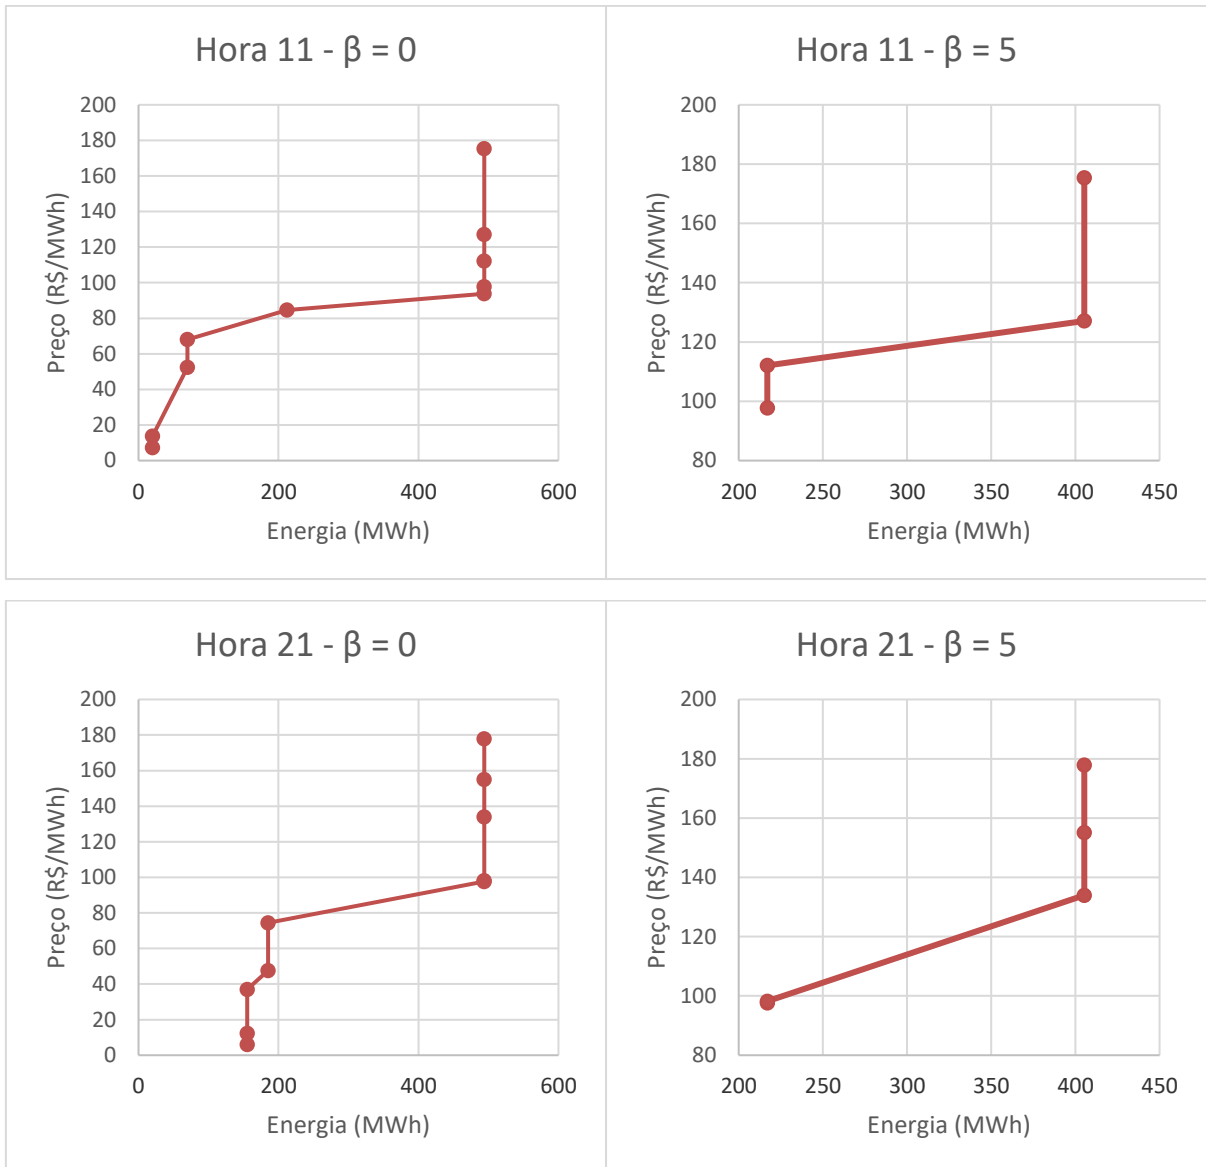 Hora 11 - β = 0
200
180
160
140
120
100
80
60
40
20
0
0 200 400 600
Preço (R$/MWh)
Energia (MWh)
Hora 11 - β = 5
200
180
160
140
120
100
80
200 250 300 350 400 450
Preço (R$/MWh)
Energia (MWh)
Hora 21 - β = 0
200
180
160
140
120
100
80
60
40
20
0
0 200 400 600
Preço (R$/MWh)
Energia (MWh)
Hora 21 - β = 5
200
180
160
140
120
100
80
200 250 300 350 400 450
Preço (R$/MWh)
Energia (MWh)